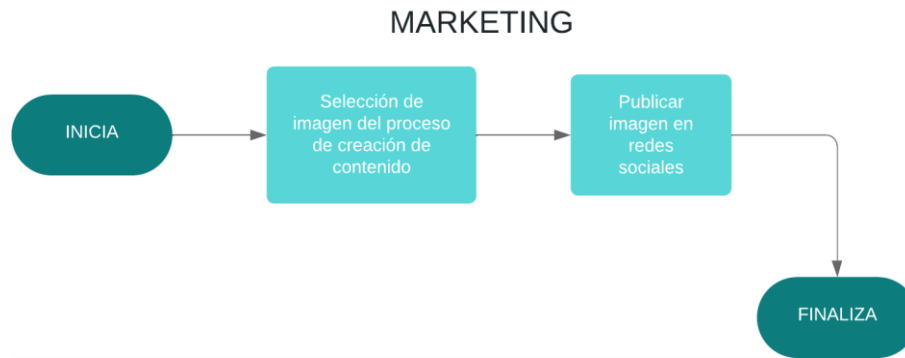 MARKETING
INICIA
Selección de
imagen del proceso
de creación de
contenido
Publicar
imagen en
redes
sociales
FINALIZA